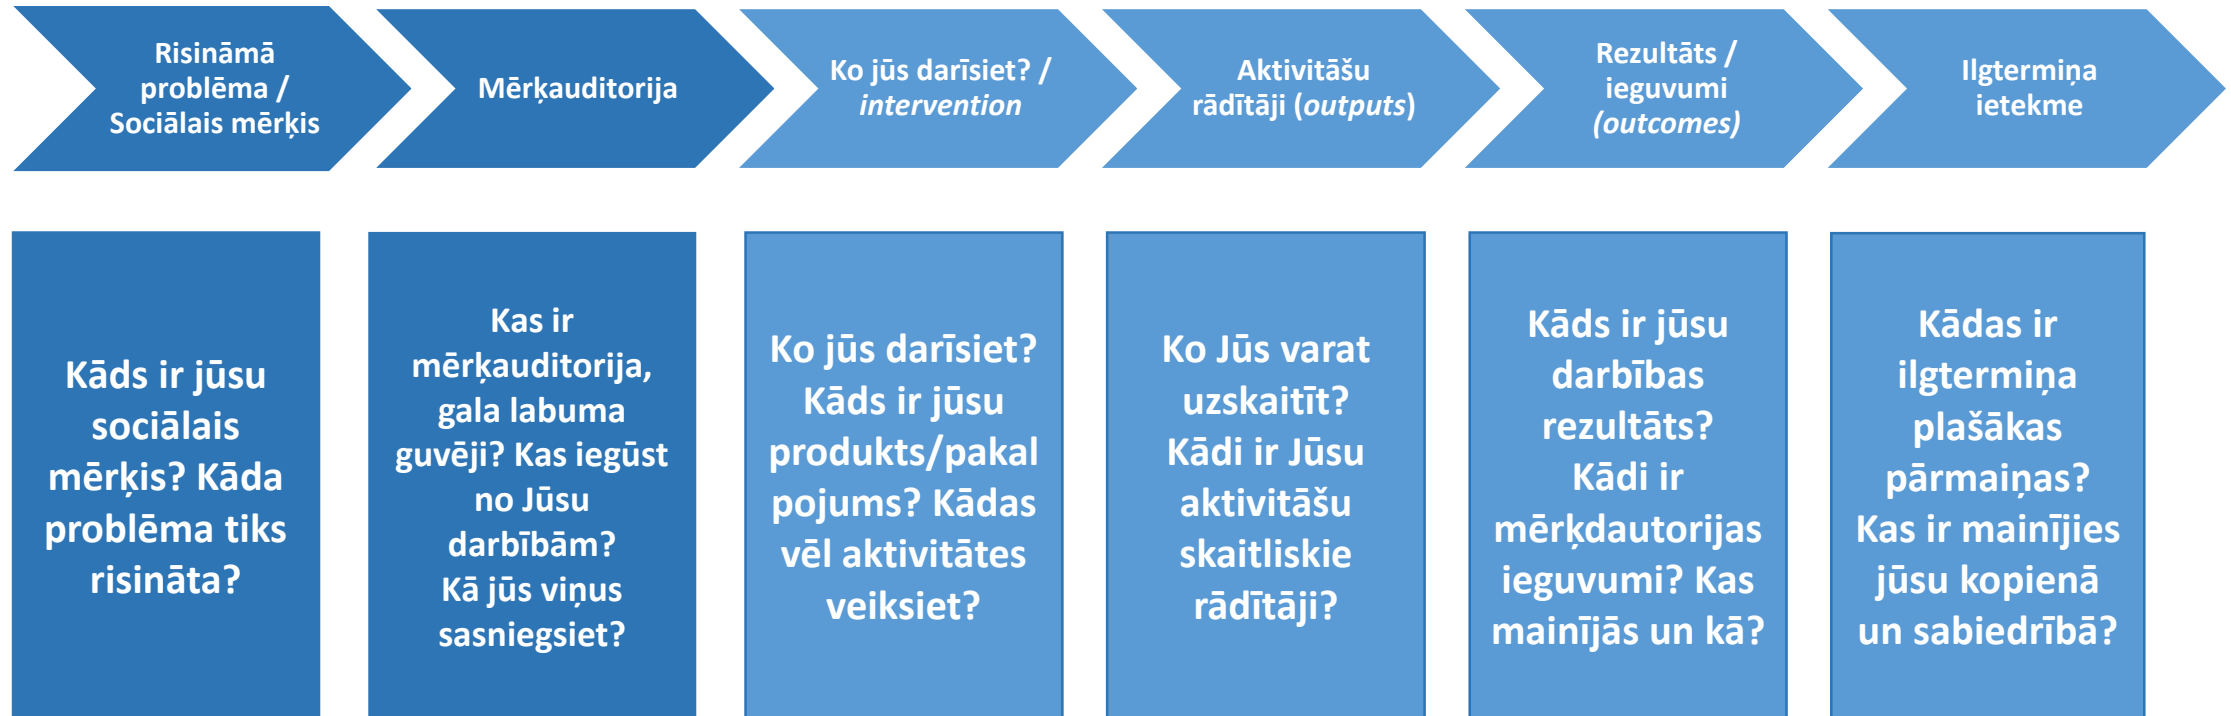 Risināmā
problēma /
Sociālais mērķis
Mērķauditorija
Ko jūs darīsiet? /
intervention
Aktivitāšu
rādītāji (outputs)
Rezultāts /
ieguvumi
(outcomes)
Ilgtermiņa
ietekme
Kāds ir jūsu
sociālais
mērķis? Kāda
problēma tiks
risināta?
Kas ir
mērķauditorija,
gala labuma
guvēji? Kas iegūst
no Jūsu
darbībām?
Kā jūs viņus
sasniegsiet?
Ko jūs darīsiet?
Kāds ir jūsu
produkts/pakal
pojums? Kādas
vēl aktivitātes
veiksiet?
Ko Jūs varat
uzskaitīt?
Kādi ir Jūsu
aktivitāšu
skaitliskie
rādītāji?
Kāds ir jūsu
darbības
rezultāts?
Kādi ir
mērķdautorijas
ieguvumi? Kas
mainījās un kā?
Kādas ir
ilgtermiņa
plašākas
pārmaiņas?
Kas ir mainījies
jūsu kopienā
un sabiedrībā?